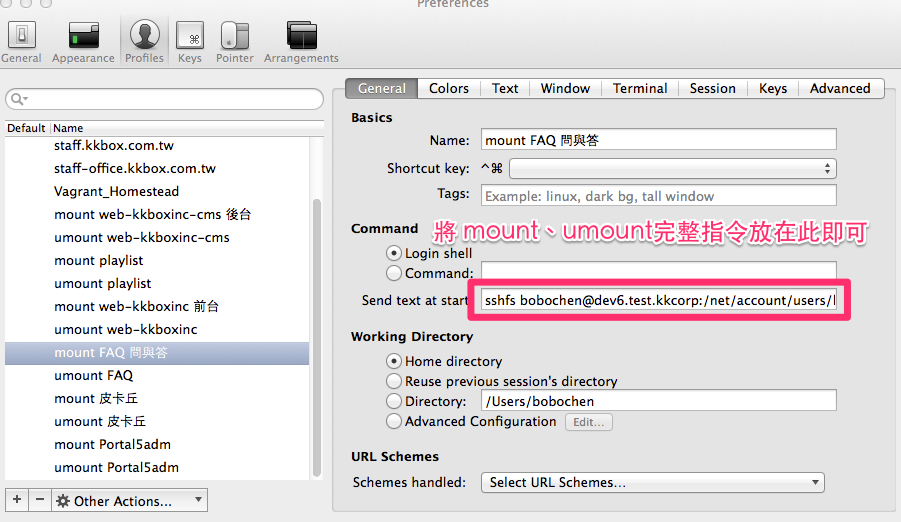 Preferences
General Appearance Profiles Keys Pointer Arrangements
General Colors Text Window Terminal Session Keys Advanced
Default Name
staff.kkbox.com.tw
staff-office.kkbox.com.tw
Vagrant_Homestead
mount web-kkboxinc-cms 後台
umount web-kkboxinc-cms
mount playlist
umount playlist
mount web-kkboxinc 前台
umount web-kkboxinc
mount FAQ 問與答
umount FAQ
mount 皮卡丘
umount 皮卡丘
mount Portal5adm
umount Portal5adm
+ − Other Actions...
Basics
Name: mount FAQ 問與答
Shortcut key: ^⌘
Tags: Example: linux, dark bg, tall window
將 mount、umount完整指令放在此即可
Command
Login shell
Command:
Send text at start sshfs bobochen@dev6.test.kkcorp:/net/account/users/
Working Directory
Home directory
Reuse previous session's directory
Directory: /Users/bobochen
Advanced Configuration Edit...
URL Schemes
Schemes handled: Select URL Schemes...